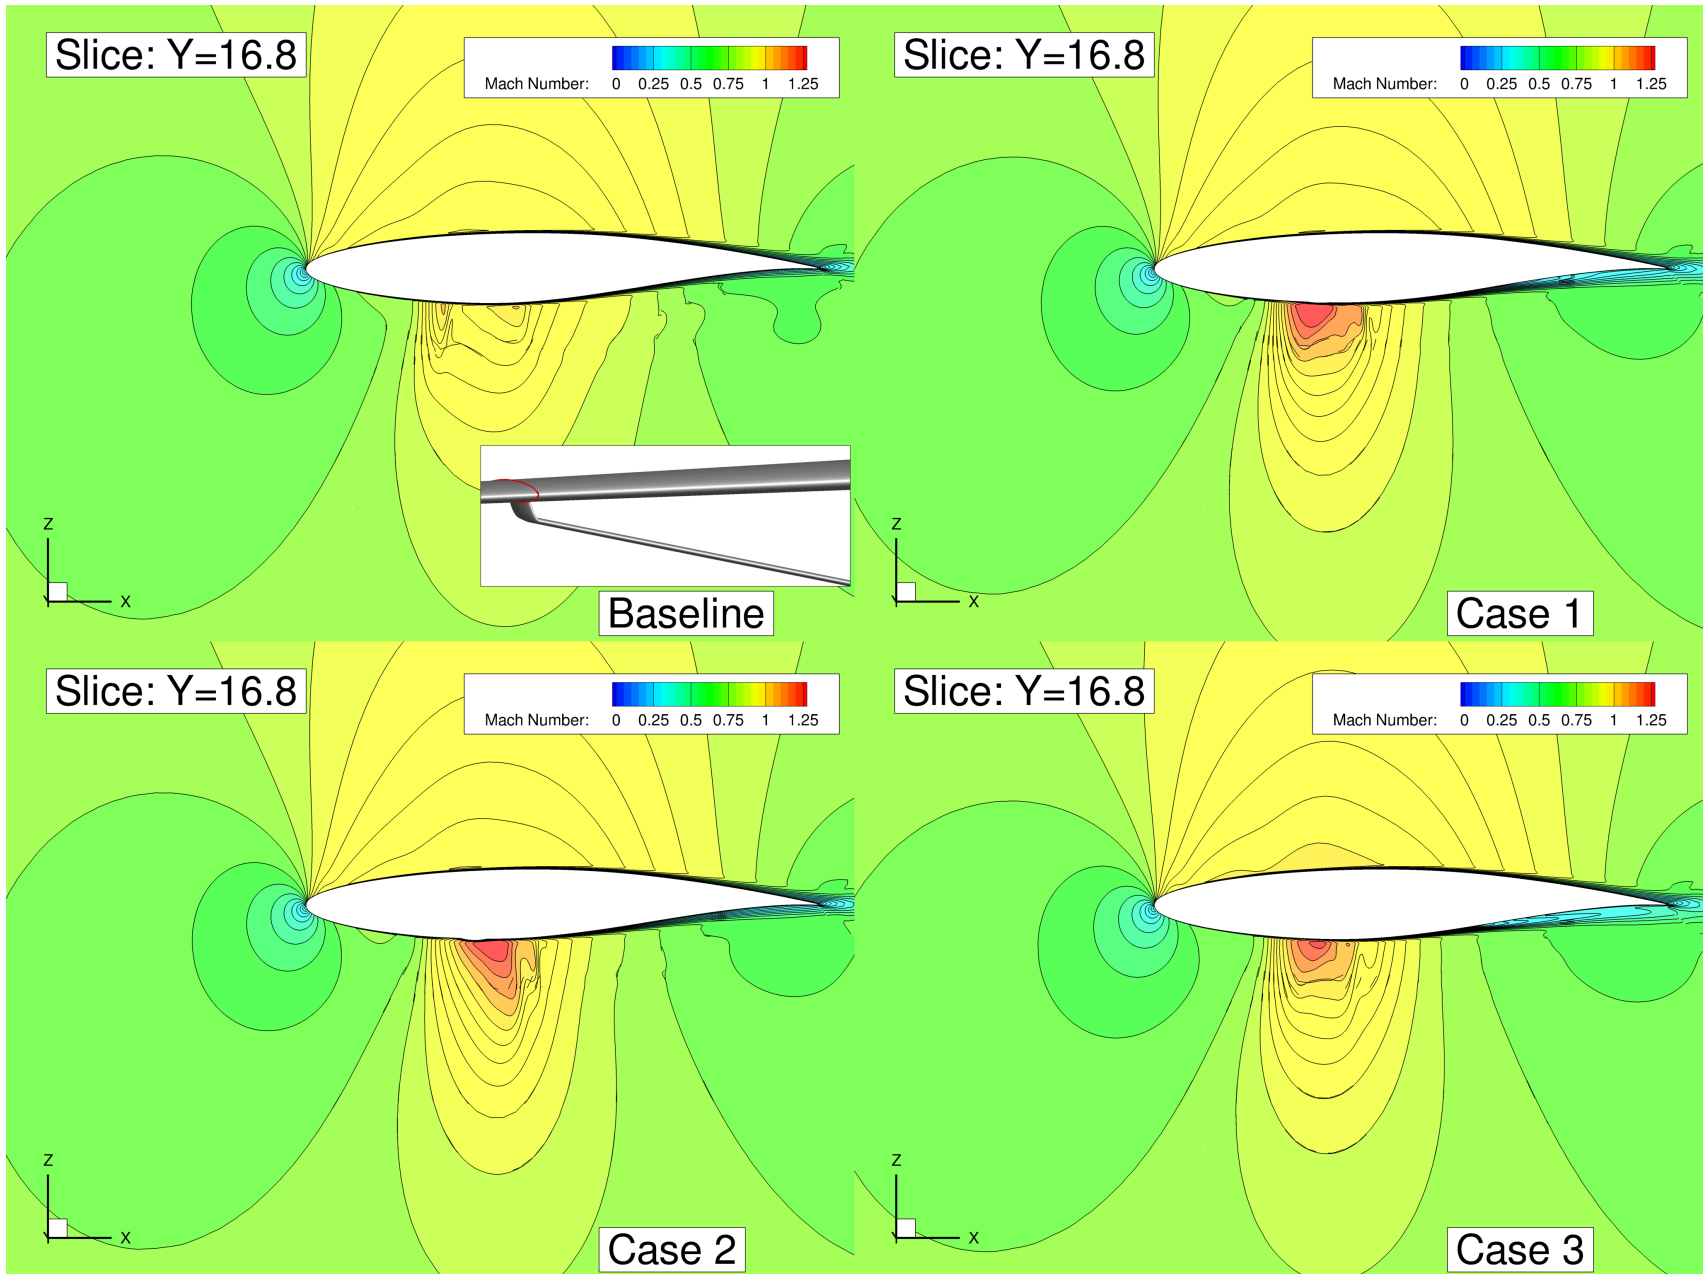 Slice: Y=16.8
Mach Number: 0 0.25 0.5 0.75 1 1.25
Z
Y X
Baseline
Slice: Y=16.8
Mach Number: 0 0.25 0.5 0.75 1 1.25
Z
Y X
Case 1
Slice: Y=16.8
Mach Number: 0 0.25 0.5 0.75 1 1.25
Z
Y X
Case 2
Slice: Y=16.8
Mach Number: 0 0.25 0.5 0.75 1 1.25
Z
Y X
Case 3